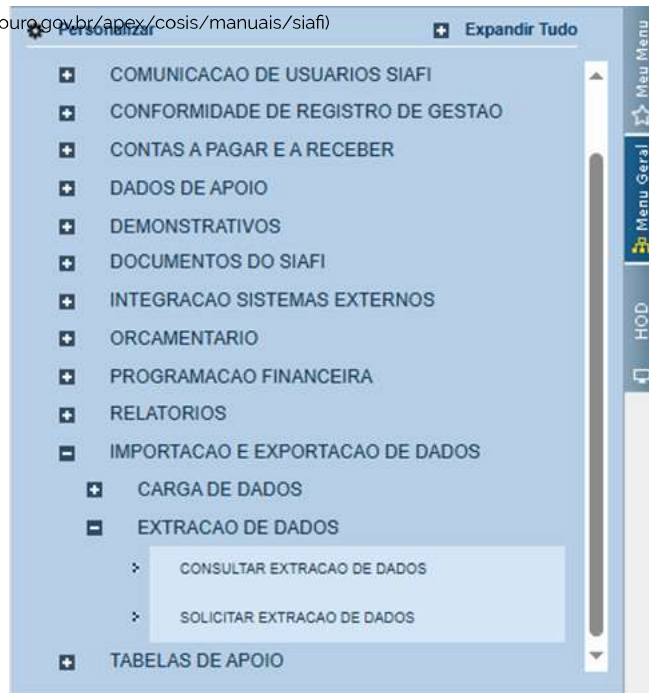 ouro.gov.br/apex/cosis/manuais/siafi)
Personalizar
Expandir Tudo
COMUNICACAO DE USUARIOS SIAFI
CONFORMIDADE DE REGISTRO DE GESTAO
CONTAS A PAGAR E A RECEBER
DADOS DE APOIO
DEMONSTRATIVOS
DOCUMENTOS DO SIAFI
INTEGRACAO SISTEMAS EXTERNOS
ORCAMENTARIO
PROGRAMACAO FINANCEIRA
RELATORIOS
IMPORTACAO E EXPORTACAO DE DADOS
CARGA DE DADOS
EXTRACAO DE DADOS
CONSULTAR EXTRACAO DE DADOS
SOLICITAR EXTRACAO DE DADOS
TABELAS DE APOIO
Meu Menu
Menu Geral
HOD